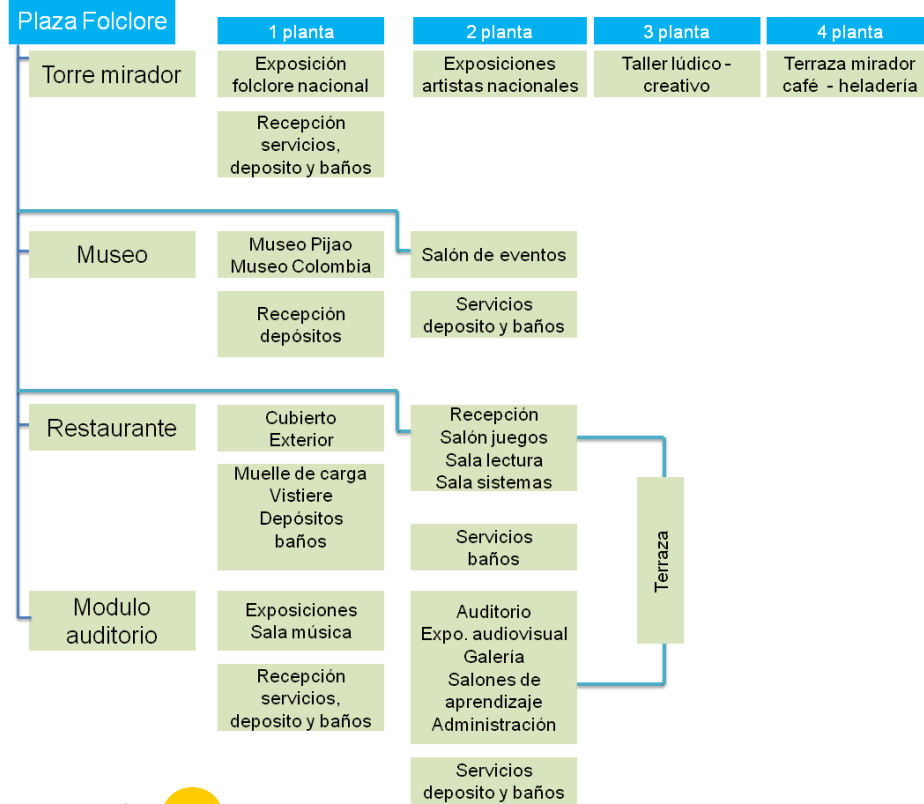 Plaza Folclore
1 planta
2 planta
3 planta
4 planta
Torre mirador
Exposición
folclore nacional
Exposiciones
artistas nacionales
Taller lúdico -
creativo
Terraza mirador
café - heladería
Recepción
servicios,
deposito y baños
Museo
Museo Pijao
Museo Colombia
Salón de eventos
Recepción
depósitos
Servicios
deposito y baños
Restaurante
Cubierto
Exterior
Recepción
Salón juegos
Sala lectura
Sala sistemas
Muelle de carga
Vistiere
Depósitos
baños
Servicios
baños
Terraza
Modulo
auditorio
Exposiciones
Sala música
Auditorio
Expo. audiovisual
Galería
Salones de
aprendizaje
Administración
Recepción
servicios,
deposito y baños
Servicios
deposito y baños